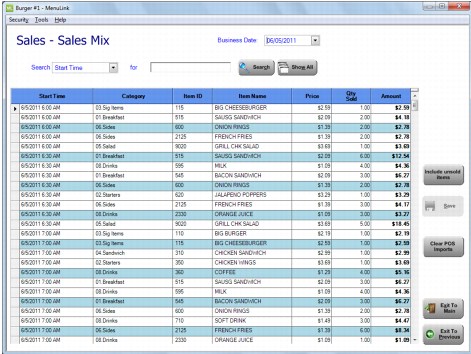 Burger #1 - MenuLink
Security Tools Help
Sales - Sales Mix
Business Date: 06/05/2011
Search Start Time for Search Show All
Start Time Category Item ID Item Name Price Qty Sold Amount
6/5/2011 6:00 AM 03.Sig Items 115 BIG CHEESEBURGER $2.59 1.00 $2.59
6/5/2011 6:00 AM 01.Breakfast 515 SAUSG SANDWICH $2.09 2.00 $4.18
6/5/2011 6:00 AM 06.Sides 600 ONION RINGS $1.39 2.00 $2.78
6/5/2011 6:00 AM 06.Sides 2125 FRENCH FRIES $1.39 2.00 $2.78
6/5/2011 6:00 AM 05.Salad 9020 GRILL CHK SALAD $3.69 1.00 $3.69
6/5/2011 6:30 AM 01.Breakfast 515 SAUSG SANDWICH $2.09 6.00 $12.54
6/5/2011 6:30 AM 08.Drinks 595 MILK $1.09 4.00 $4.36
6/5/2011 6:30 AM 01.Breakfast 545 BACON SANDWICH $2.09 3.00 $6.27
6/5/2011 6:30 AM 06.Sides 600 ONION RINGS $1.39 2.00 $2.78
6/5/2011 6:30 AM 02.Starters 620 JALAPENO POPPERS $3.29 1.00 $3.29
6/5/2011 6:30 AM 06.Sides 2125 FRENCH FRIES $1.39 3.00 $4.17
6/5/2011 6:30 AM 08.Drinks 2330 ORANGE JUICE $1.09 3.00 $3.27
6/5/2011 6:30 AM 05.Salad 9020 GRILL CHK SALAD $3.69 5.00 $18.45
6/5/2011 7:00 AM 03.Sig Items 110 BIG BURGER $2.19 1.00 $2.19
6/5/2011 7:00 AM 03.Sig Items 115 BIG CHEESEBURGER $2.59 1.00 $2.59
6/5/2011 7:00 AM 04.Sandwich 310 CHICKEN SANDWICH $2.99 1.00 $2.99
6/5/2011 7:00 AM 02.Starters 350 CHICKEN WINGS $3.69 1.00 $3.69
6/5/2011 7:00 AM 08.Drinks 360 COFFEE $1.29 4.00 $5.16
6/5/2011 7:00 AM 01.Breakfast 515 SAUSG SANDWICH $2.09 3.00 $6.27
6/5/2011 7:00 AM 08.Drinks 595 MILK $1.09 4.00 $4.36
6/5/2011 7:00 AM 01.Breakfast 545 BACON SANDWICH $2.09 3.00 $6.27
6/5/2011 7:00 AM 06.Sides 600 ONION RINGS $1.39 2.00 $2.78
6/5/2011 7:00 AM 08.Drinks 710 SOFT DRINK $1.49 3.00 $4.47
6/5/2011 7:00 AM 06.Sides 2125 FRENCH FRIES $1.39 6.00 $8.34
6/5/2011 7:00 AM 08.Drinks 2330 ORANGE JUICE $1.09 1.00 $1.09
Include unsold Items
Save
Clear POS Imports
Exit To Main
Exit To Previous